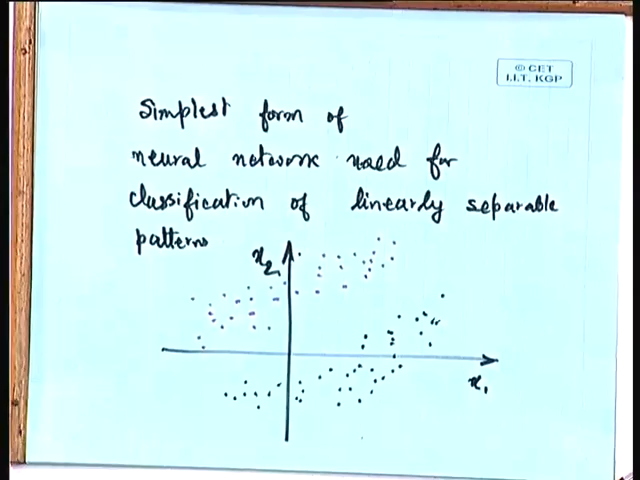 © CET
I.I.T. KGP
Simplest form of
neural network used for
classification of linearly separable
patterns
x2
x1